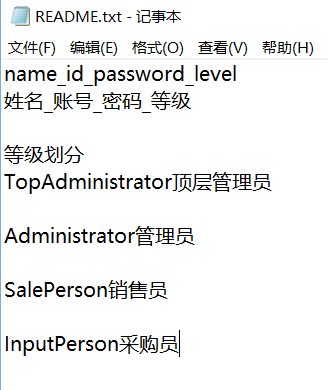 README.txt - 记事本
文件(F) 编辑(E) 格式(O) 查看(V) 帮助(H)
name_id_password_level
姓名_账号_密码_等级
等级划分
TopAdministrator顶层管理员
Administrator管理员
SalePerson销售员
InputPerson采购员